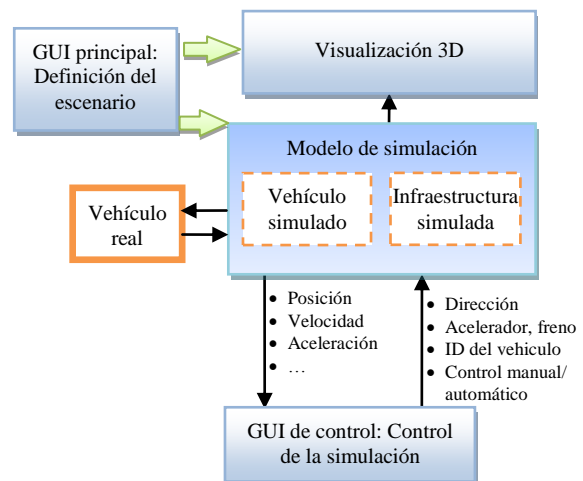 GUI principal:
Definición del
escenario
Visualización 3D
Modelo de simulación
Vehículo
simulado
Infraestructura
simulada
Vehículo
real
• Posición
• Velocidad
• Aceleración
• …
• Dirección
• Acelerador, freno
• ID del vehiculo
• Control manual/
automático
GUI de control: Control
de la simulación